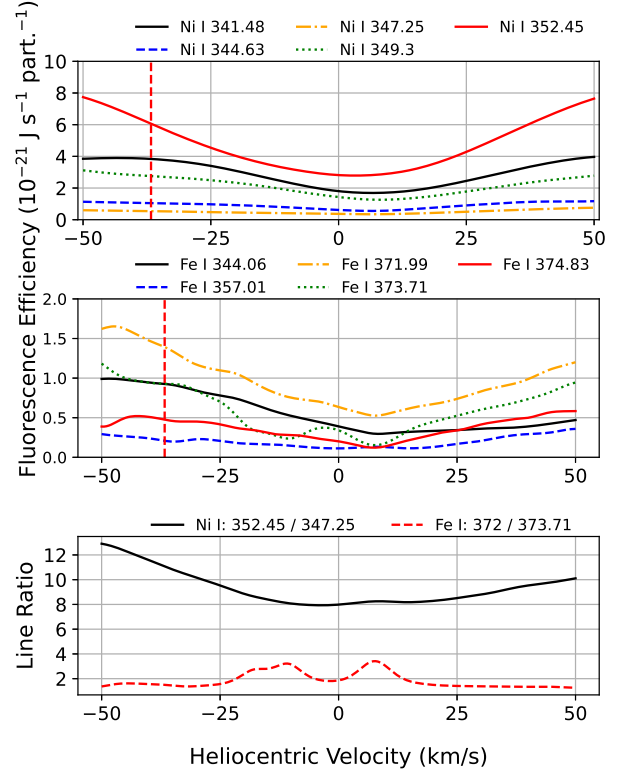 Ni I 341.48 Ni I 347.25 Ni I 352.45
Ni I 344.63 Ni I 349.3
10
8
6
4
2
0
−50 −25 0 25 50
Fluorescence Efficiency (10⁻²¹ J s⁻¹ part.⁻¹)
Fe I 344.06 Fe I 371.99 Fe I 374.83
Fe I 357.01 Fe I 373.71
2.0
1.5
1.0
0.5
0.0
−50 −25 0 25 50
Ni I: 352.45 / 347.25 Fe I: 372 / 373.71
12
10
8
6
4
2
Line Ratio
−50 −25 0 25 50
Heliocentric Velocity (km/s)